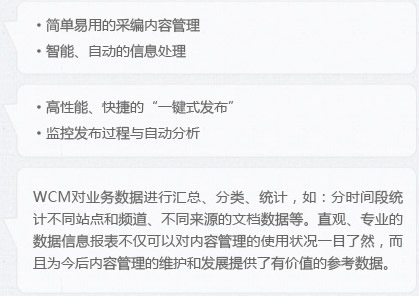 • 简单易用的采编内容管理
• 智能、自动的信息处理
• 高性能、快捷的“一键式发布”
• 监控发布过程与自动分析
WCM对业务数据进行汇总、分类、统计，如：分时间段统
计不同站点和频道、不同来源的文档数据等。直观、专业的
数据信息报表不仅可以对内容管理的使用状况一目了然，而
且为今后内容管理的维护和发展提供了有价值的参考数据。